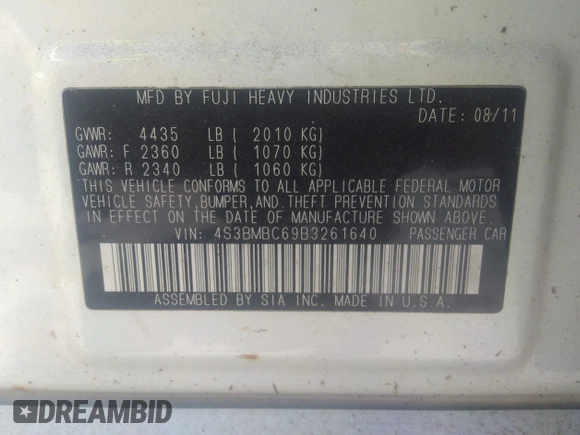 MFD BY FUJI HEAVY INDUSTRIES LTD.
DATE: 08/11
GVWR: 4435 LB ( 2010 KG)
GAWR: F 2360 LB ( 1070 KG)
GAWR: R 2340 LB ( 1060 KG)
THIS VEHICLE CONFORMS TO ALL APPLICABLE FEDERAL MOTOR
VEHICLE SAFETY, BUMPER, AND THEFT PREVENTION STANDARDS
IN EFFECT ON THE DATE OF MANUFACTURE SHOWN ABOVE.
VIN: 4S3BMBC69B3261640 PASSENGER CAR
ASSEMBLED BY SIA INC. MADE IN U.S.A.
DREAMBID